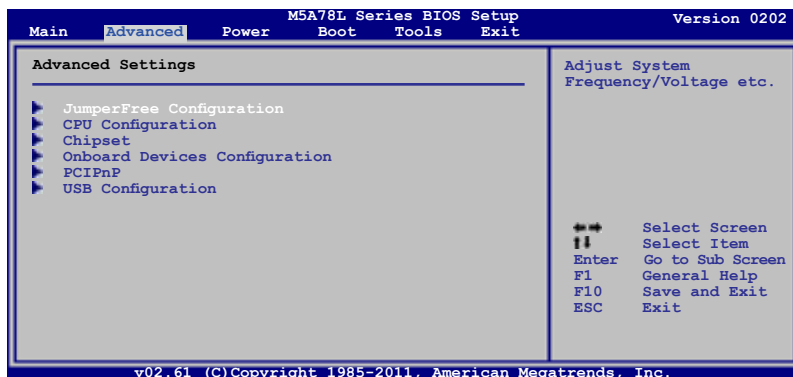 M5A78L Series BIOS Setup Version 0202
Main Advanced Power Boot Tools Exit
Advanced Settings
JumperFree Configuration
CPU Configuration
Chipset
Onboard Devices Configuration
PCIPnP
USB Configuration
Adjust System
Frequency/Voltage etc.
Select Screen
Select Item
Enter Go to Sub Screen
F1 General Help
F10 Save and Exit
ESC Exit
v02.61 (C)Copyright 1985-2011, American Megatrends, Inc.